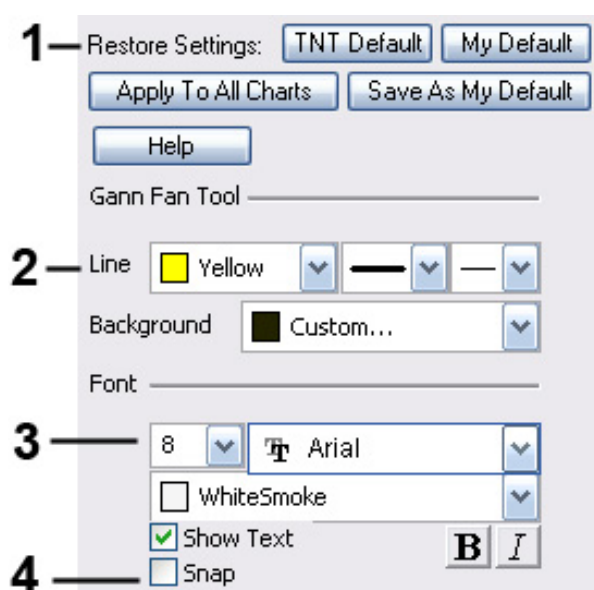 1 Restore Settings: TNT Default My Default
Apply To All Charts Save As My Default
Help
Gann Fan Tool
2 Line Yellow
Background Custom...
Font
3 8 Arial
WhiteSmoke
Show Text B I
4 Snap